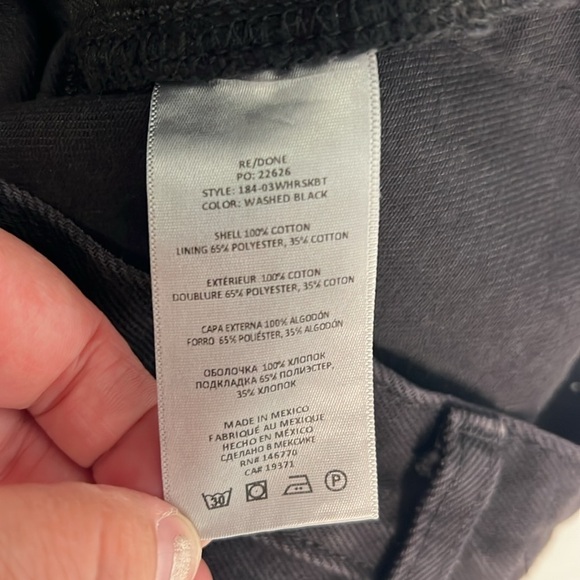 RE/DONE
PO: 22626
STYLE: 184-03WHRSKBT
COLOR: WASHED BLACK
SHELL 100% COTTON
LINING 65% POLYESTER, 35% COTTON
EXTÉRIEUR 100% COTON
DOUBLURE 65% POLYESTER, 35% COTON
CAPA EXTERNA 100% ALGODÓN
FORRO 65% POLIÉSTER, 35% ALGODÓN
ОБОЛОЧКА 100% ХЛОПОК
ПОДКЛАДКА 65% ПОЛИЭСТЕР,
35% ХЛОПОК
MADE IN MEXICO
FABRIQUÉ AU MEXIQUE
HECHO EN MÉXICO
СДЕЛАНО В МЕКСИКЕ
RN# 146770
CA# 19371
30 P